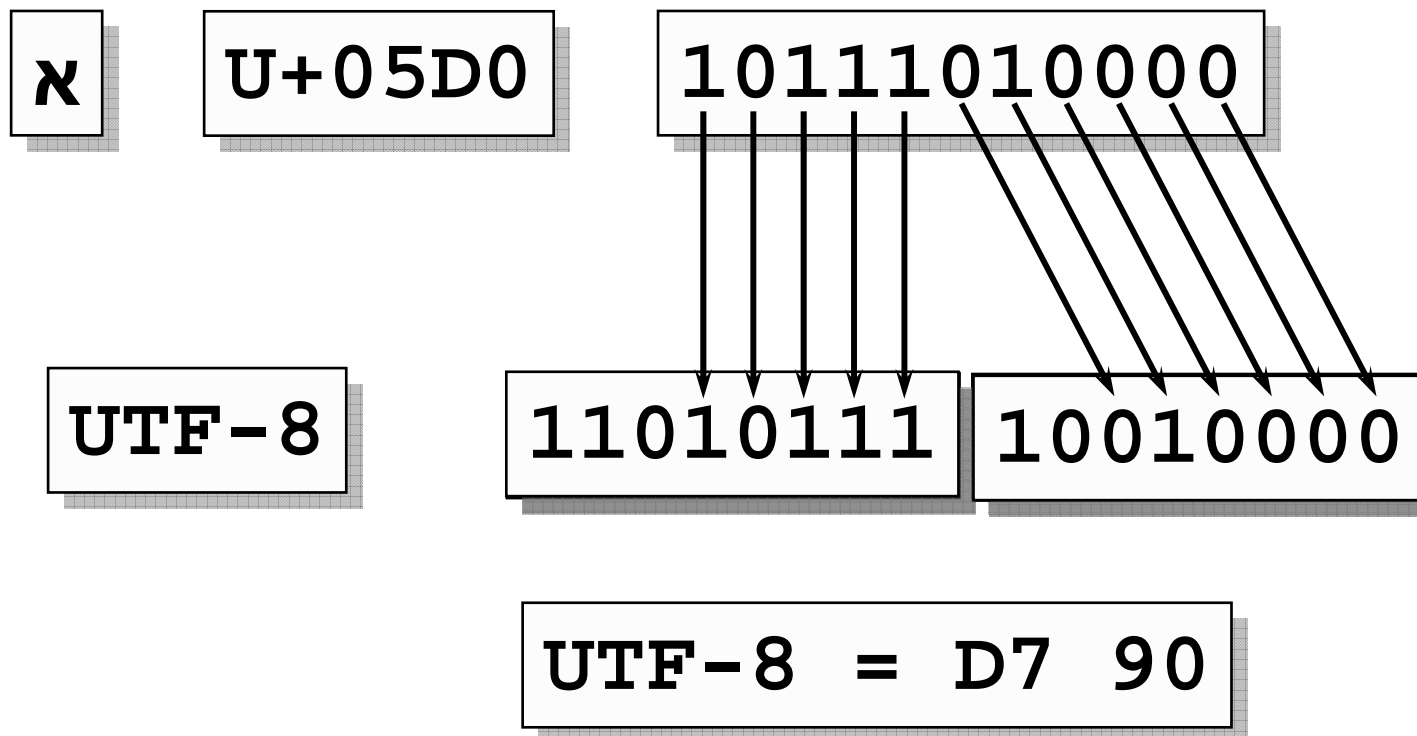 א U+05D0 10111010000
UTF-8 11010111 10010000
UTF-8 = D7 90